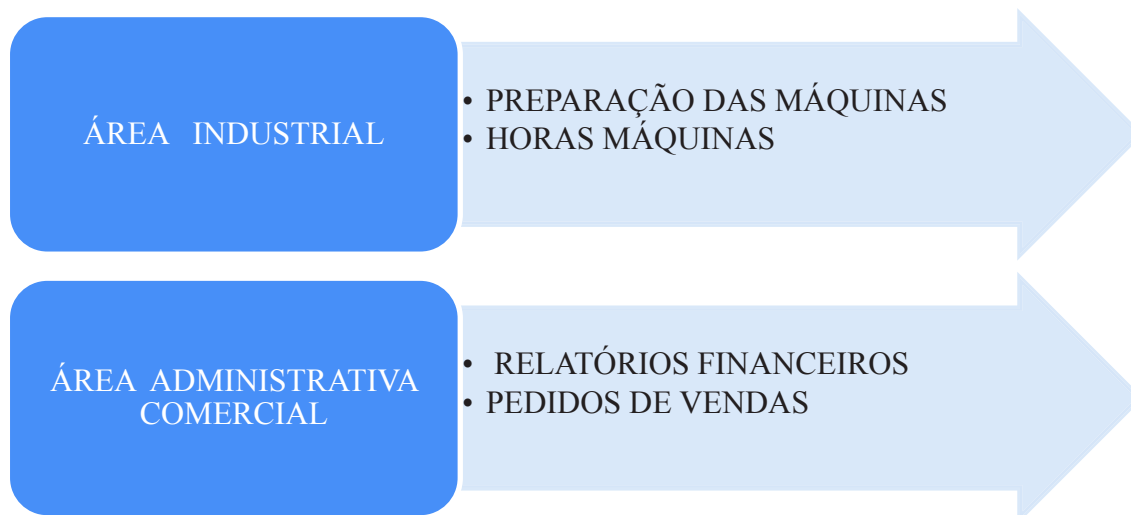 ÁREA INDUSTRIAL
• PREPARAÇÃO DAS MÁQUINAS
• HORAS MÁQUINAS
ÁREA ADMINISTRATIVA
COMERCIAL
• RELATÓRIOS FINANCEIROS
• PEDIDOS DE VENDAS